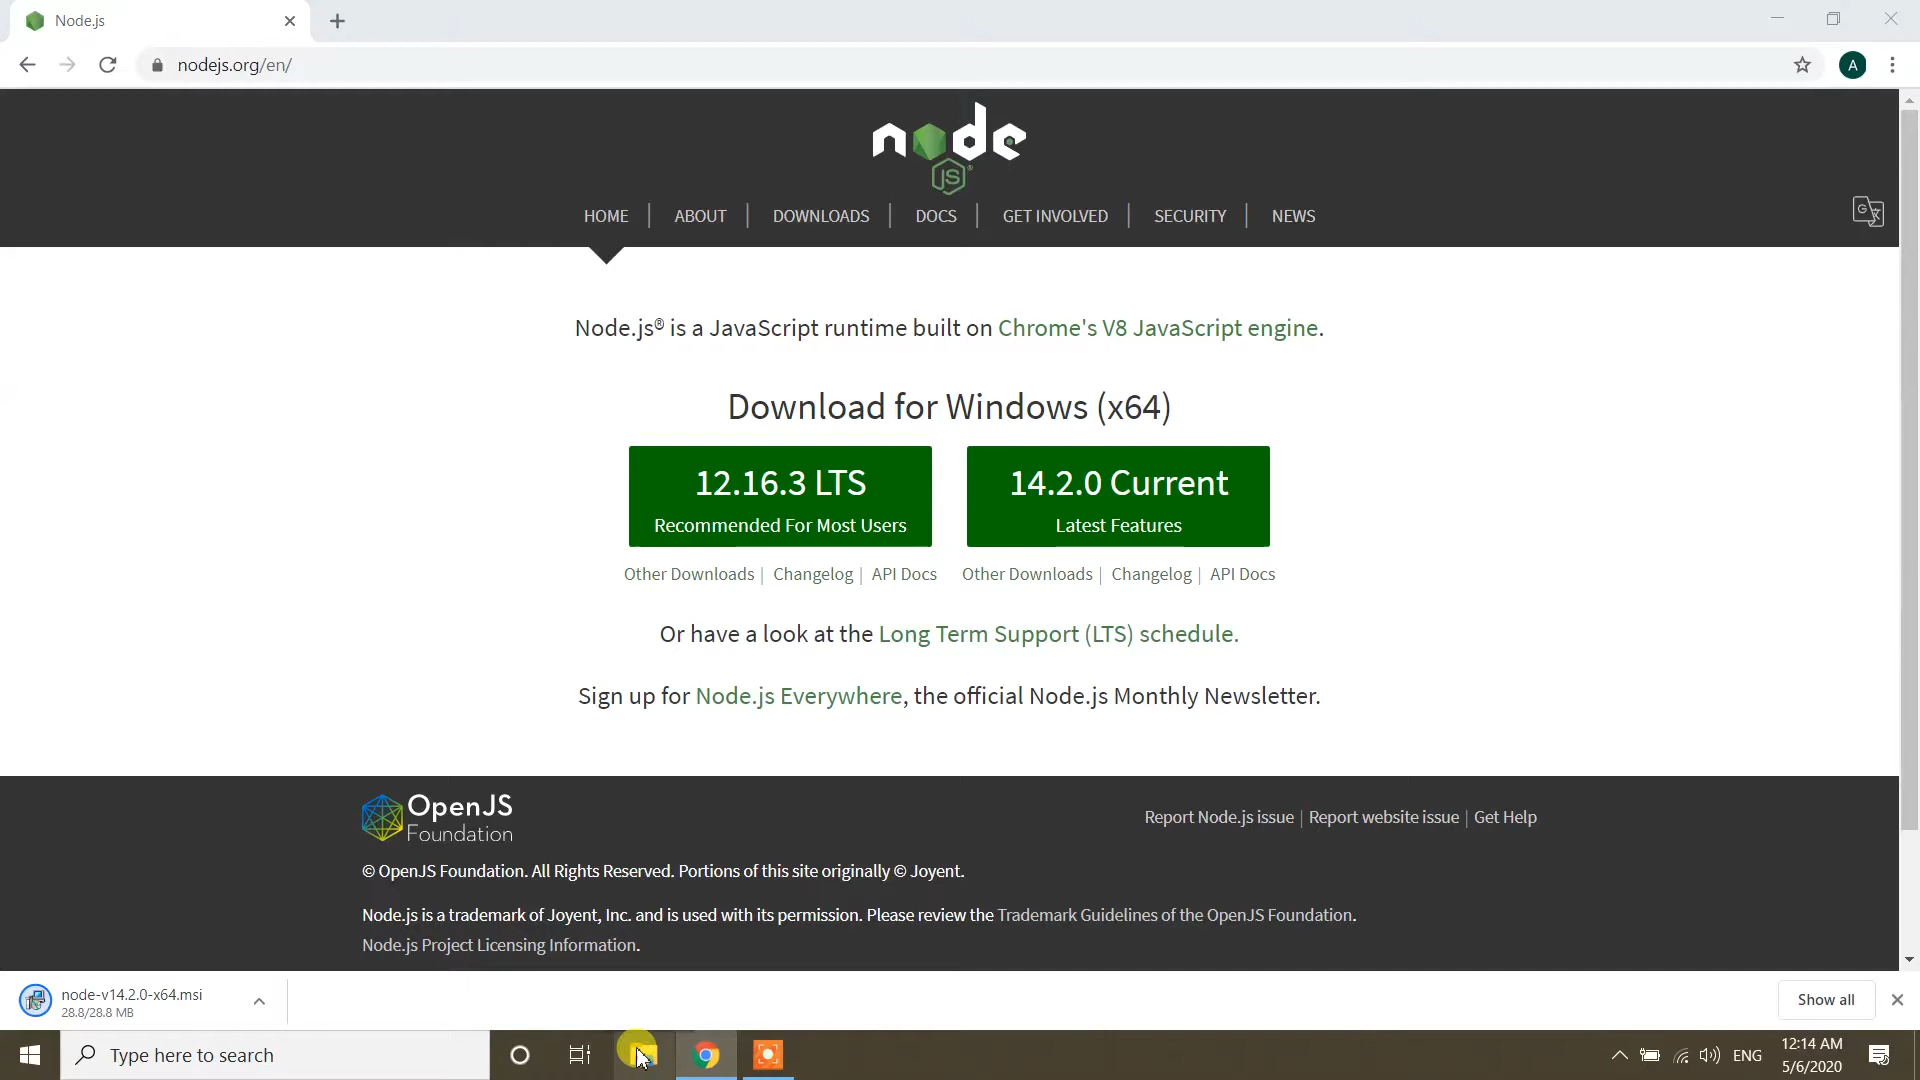 Node.js
nodejs.org/en/
A
node
JS
HOME | ABOUT | DOWNLOADS | DOCS | GET INVOLVED | SECURITY | NEWS
Node.js® is a JavaScript runtime built on Chrome's V8 JavaScript engine.
Download for Windows (x64)
12.16.3 LTS
Recommended For Most Users
14.2.0 Current
Latest Features
Other Downloads | Changelog | API Docs
Other Downloads | Changelog | API Docs
Or have a look at the Long Term Support (LTS) schedule.
Sign up for Node.js Everywhere, the official Node.js Monthly Newsletter.
OpenJS
Foundation
Report Node.js issue | Report website issue | Get Help
© OpenJS Foundation. All Rights Reserved. Portions of this site originally © Joyent.
Node.js is a trademark of Joyent, Inc. and is used with its permission. Please review the Trademark Guidelines of the OpenJS Foundation.
Node.js Project Licensing Information.
node-v14.2.0-x64.msi
28.8/28.8 MB
Show all
Type here to search
ENG
12:14 AM
5/6/2020